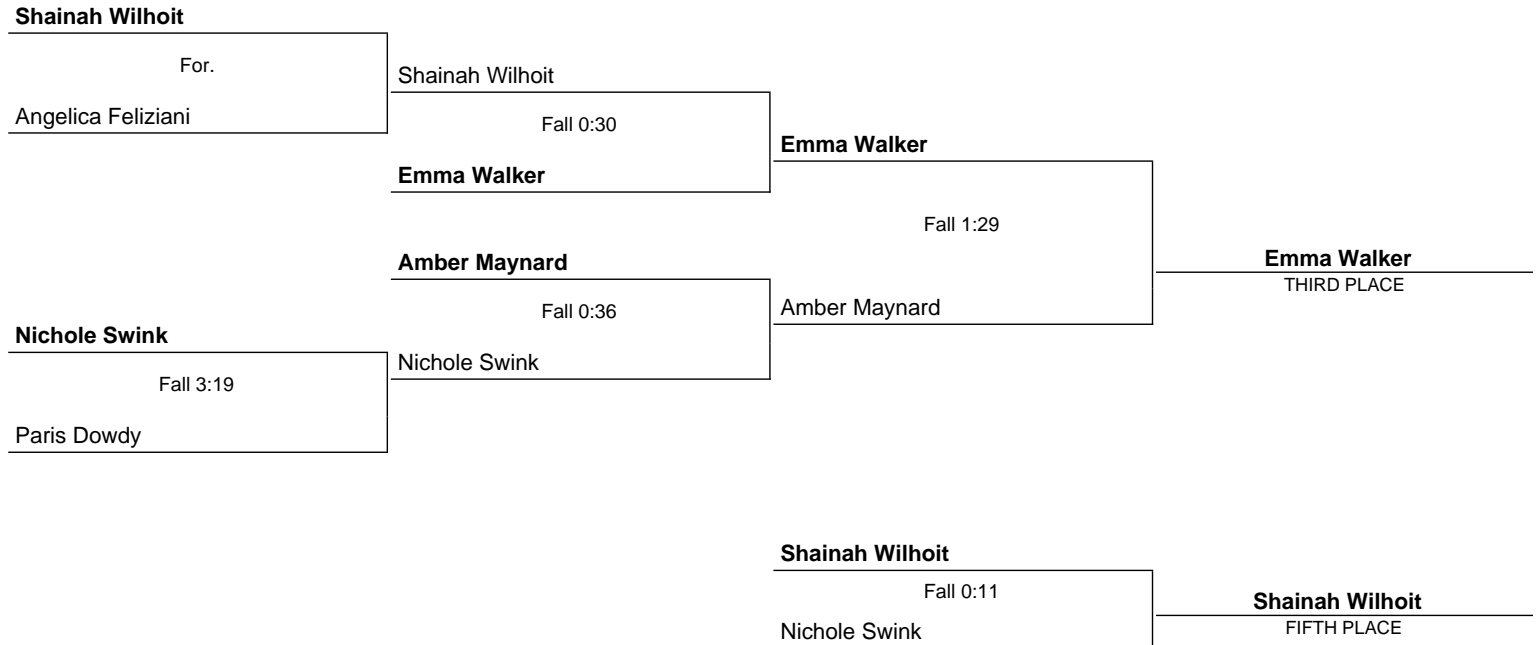 Shainah Wilhoit
For.
Angelica Feliziani
Shainah Wilhoit
Fall 0:30
Emma Walker
Emma Walker
Fall 1:29
Amber Maynard
Emma Walker
THIRD PLACE
Amber Maynard
Fall 0:36
Nichole Swink
Nichole Swink
Fall 3:19
Paris Dowdy
Shainah Wilhoit
Fall 0:11
Nichole Swink
Shainah Wilhoit
FIFTH PLACE